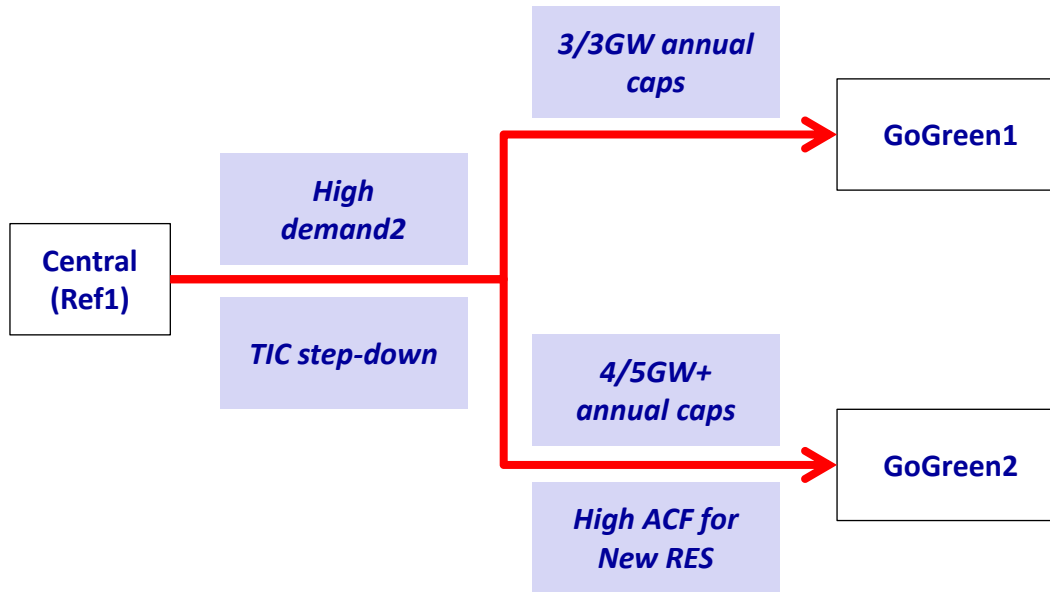 3/3GW annual
caps
GoGreen1
High
demand2
Central
(Ref1)
TIC step-down
4/5GW+
annual caps
GoGreen2
High ACF for
New RES